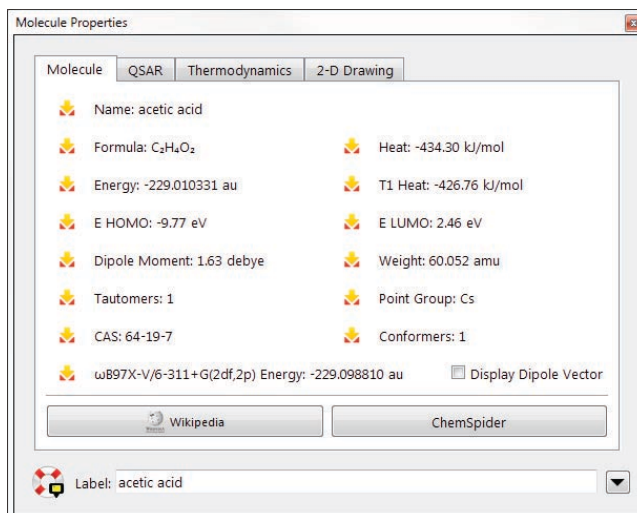 Molecule Properties
Molecule QSAR Thermodynamics 2-D Drawing
Name: acetic acid
Formula: C₂H₄O₂ Heat: -434.30 kJ/mol
Energy: -229.010331 au T1 Heat: -426.76 kJ/mol
E HOMO: -9.77 eV E LUMO: 2.46 eV
Dipole Moment: 1.63 debye Weight: 60.052 amu
Tautomers: 1 Point Group: Cs
CAS: 64-19-7 Conformers: 1
ωB97X-V/6-311+G(2df,2p) Energy: -229.098810 au Display Dipole Vector
Wikipedia ChemSpider
Label: acetic acid